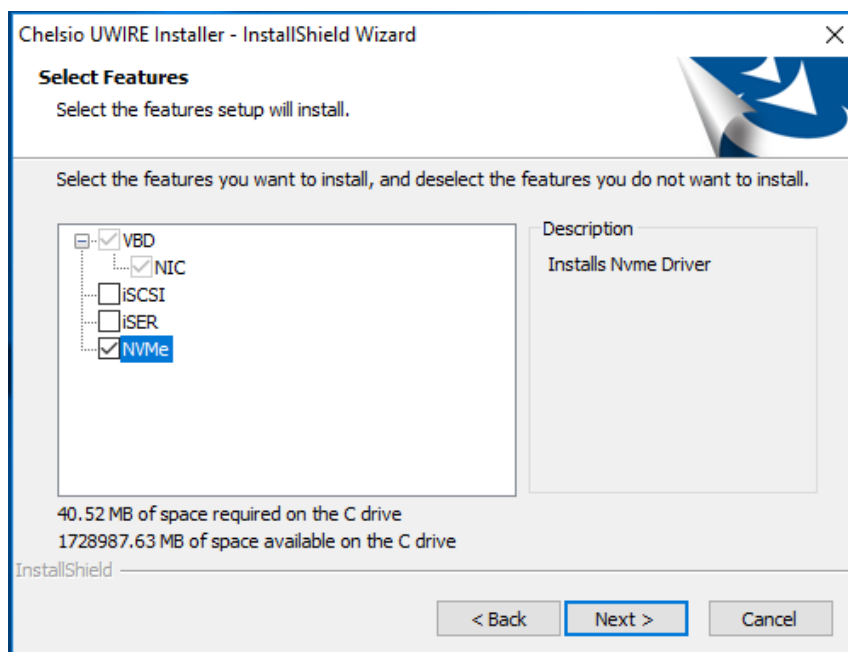 Chelsio UWIRE Installer - InstallShield Wizard
Select Features
Select the features setup will install.
Select the features you want to install, and deselect the features you do not want to install.
VBD
NIC
iSCSI
iSER
NVMe
Description
Installs Nvme Driver
40.52 MB of space required on the C drive
1728987.63 MB of space available on the C drive
InstallShield
< Back
Next >
Cancel